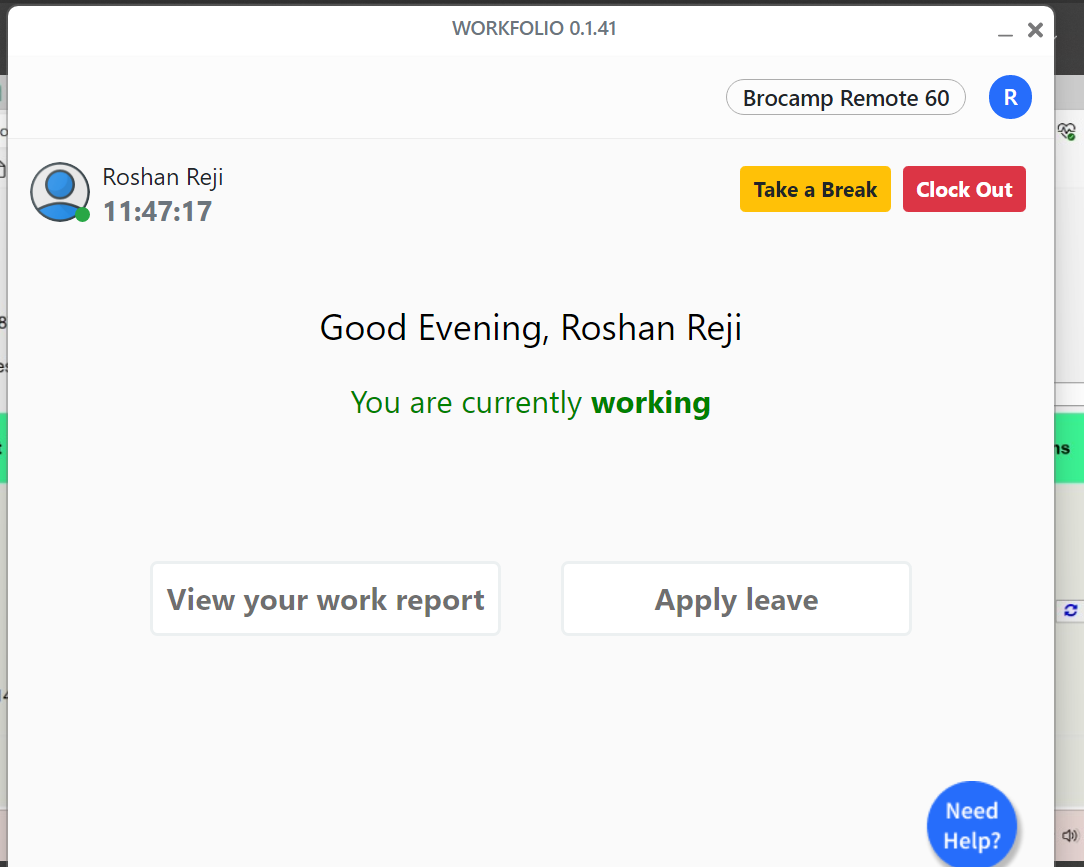 WORKFOLIO 0.1.41
Brocamp Remote 60
R
Roshan Reji
11:47:17
Take a Break
Clock Out
Good Evening, Roshan Reji
You are currently working
View your work report
Apply leave
Need
Help?